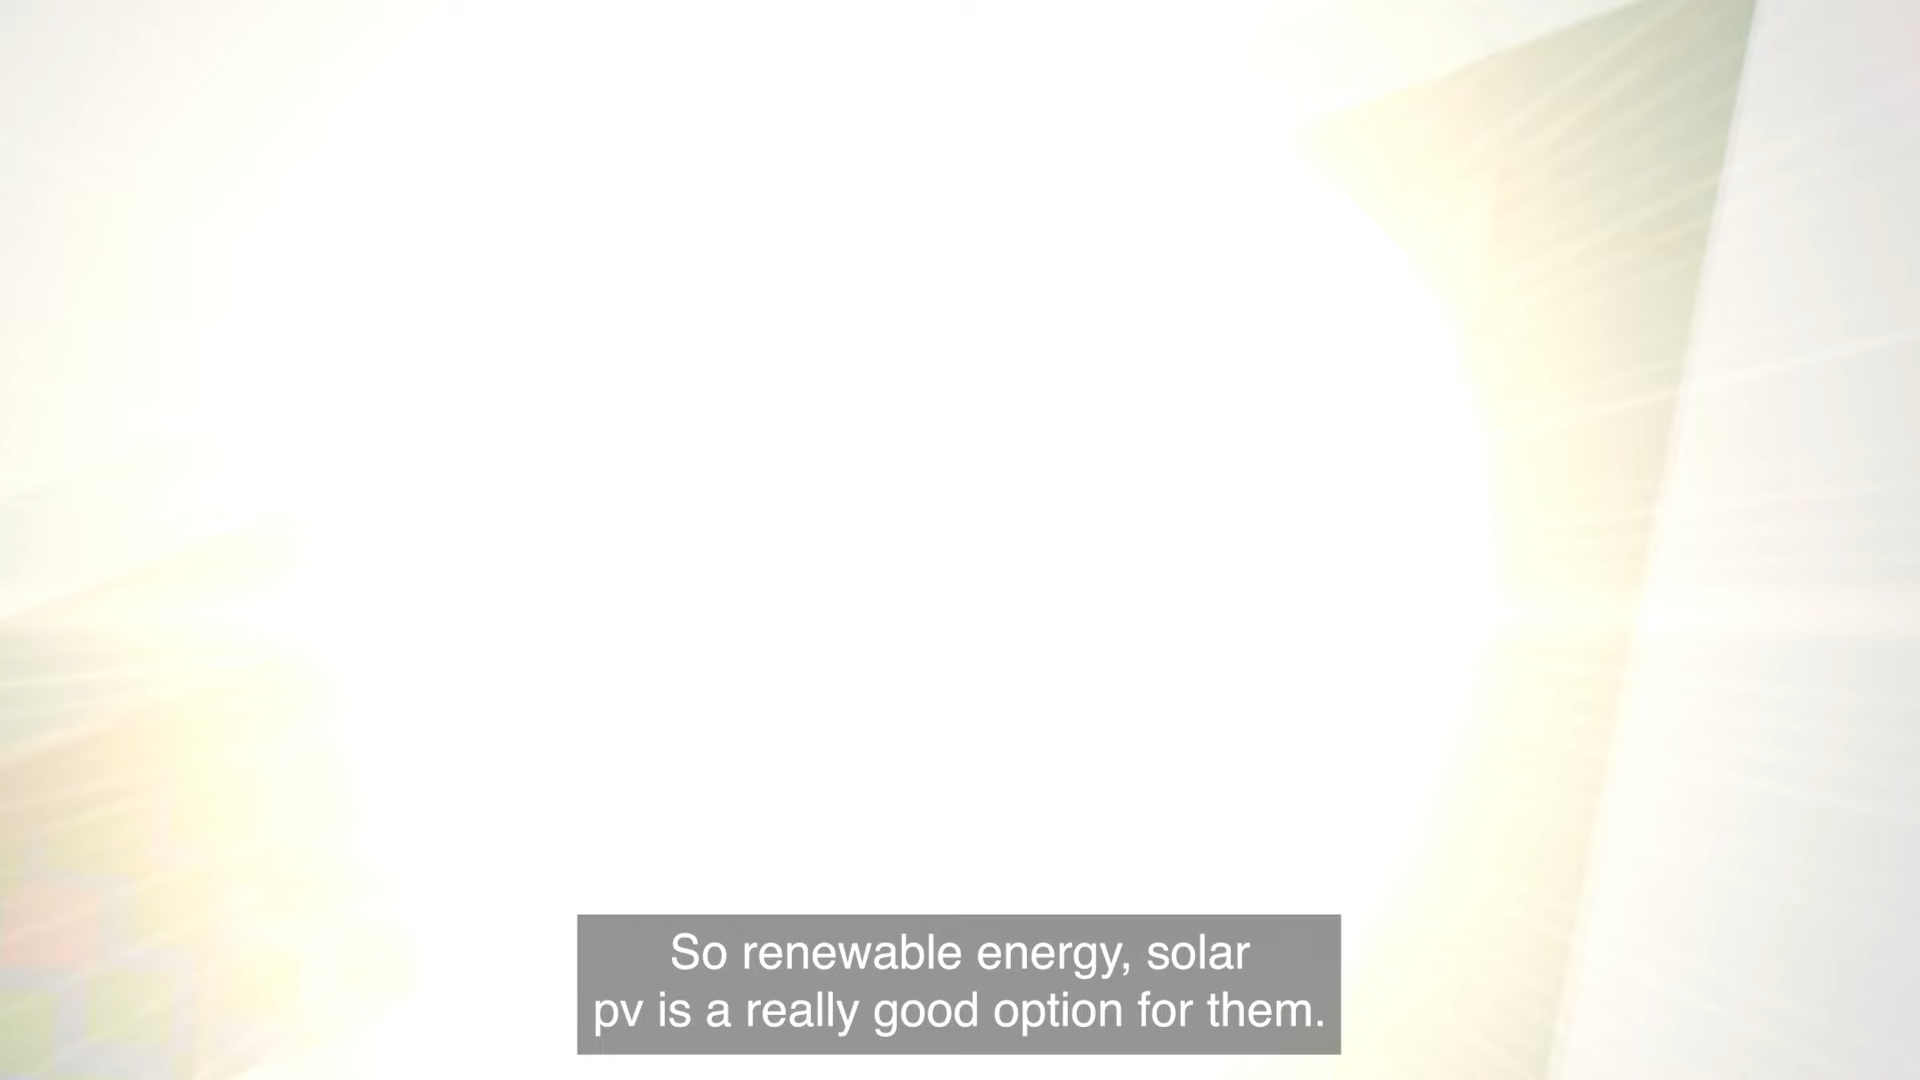 So renewable energy, solar
pv is a really good option for them.